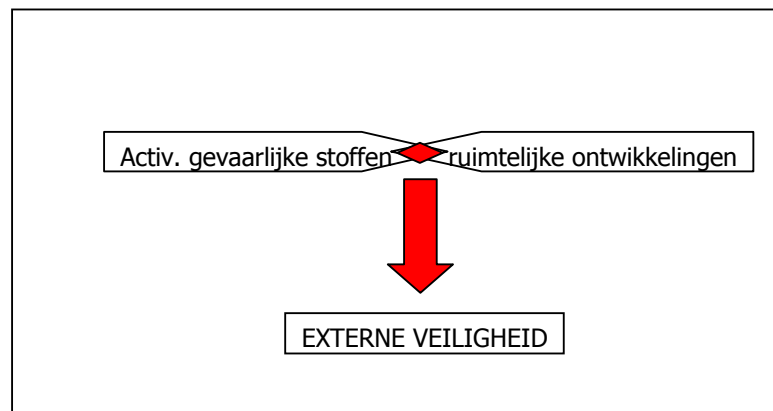 Activ. gevaarlijke stoffen ruimtelijke ontwikkelingen
EXTERNE VEILIGHEID